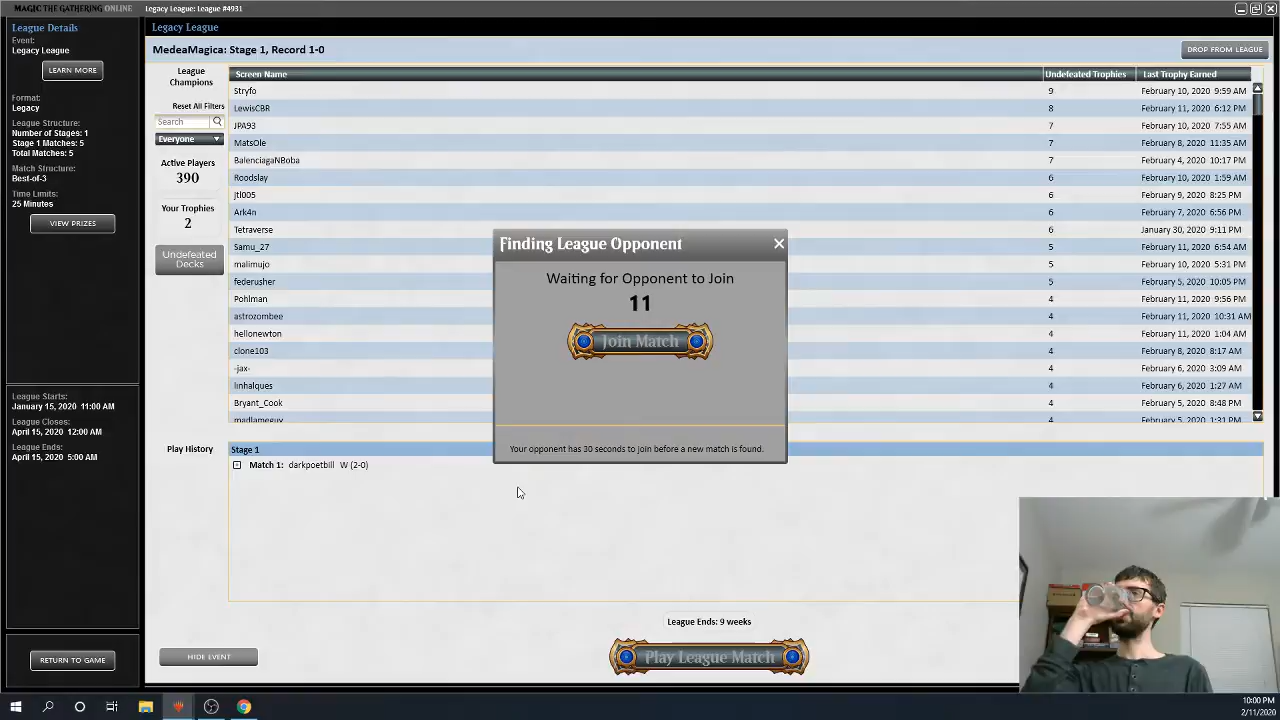 MAGIC THE GATHERING ONLINE Legacy League: League #4931
League Details
Event:
Legacy League
LEARN MORE
Format:
Legacy
League Structure:
Number of Stages: 1
Stage 1 Matches: 5
Total Matches: 5
Match Structure:
Best-of-3
Time Limits:
25 Minutes
VIEW PRIZES
League Starts:
January 15, 2020 11:00 AM
League Closes:
April 15, 2020 12:00 AM
League Ends:
April 15, 2020 5:00 AM
RETURN TO GAME
Legacy League
MedeaMagica: Stage 1, Record 1-0
DROP FROM LEAGUE
League
Champions
Reset All Filters
Search
Everyone
Active Players
390
Your Trophies
2
Undefeated
Decks
Screen Name Undefeated Trophies Last Trophy Earned
Stryfo 9 February 10, 2020 9:59 AM
LewisCBR 8 February 11, 2020 6:12 PM
JPA93 7 February 10, 2020 7:55 AM
MatsOle 7 February 8, 2020 11:35 AM
BalenciagaNBoba 7 February 4, 2020 10:17 PM
Roodslay 6 February 10, 2020 1:59 AM
jtl005 6 February 9, 2020 8:25 PM
Ark4n 6 February 7, 2020 6:56 PM
Tetraverse 6 January 30, 2020 9:11 PM
Samu_27 5 February 11, 2020 6:54 AM
malimujo 5 February 10, 2020 5:31 PM
federusher 5 February 5, 2020 10:05 PM
Pohlman 4 February 11, 2020 9:56 PM
astrozombee 4 February 11, 2020 10:31 AM
hellonewton 4 February 11, 2020 1:04 AM
clone103 4 February 8, 2020 8:17 AM
-jax- 4 February 6, 2020 3:09 AM
linhalques 4 February 6, 2020 1:27 AM
Bryant_Cook 4 February 5, 2020 8:48 PM
madlameguy 4 February 5, 2020 1:31 PM
Finding League Opponent
Waiting for Opponent to Join
11
Join Match
Your opponent has 30 seconds to join before a new match is found.
Play History
Stage 1
Match 1: darkpoetbill W (2-0)
League Ends: 9 weeks
HIDE EVENT
Play League Match
10:00 PM
2/11/2020